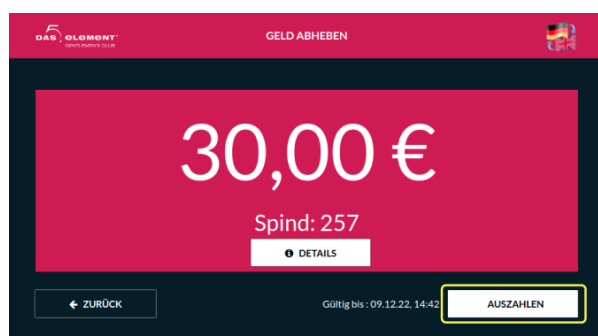 DAS 5 ELEMENT
GENTLEMEN'S CLUB
GELD ABHEBEN
30,00 €
Spind: 257
DETAILS
ZURÜCK
Gültig bis : 09.12.22, 14:42
AUSZAHLEN